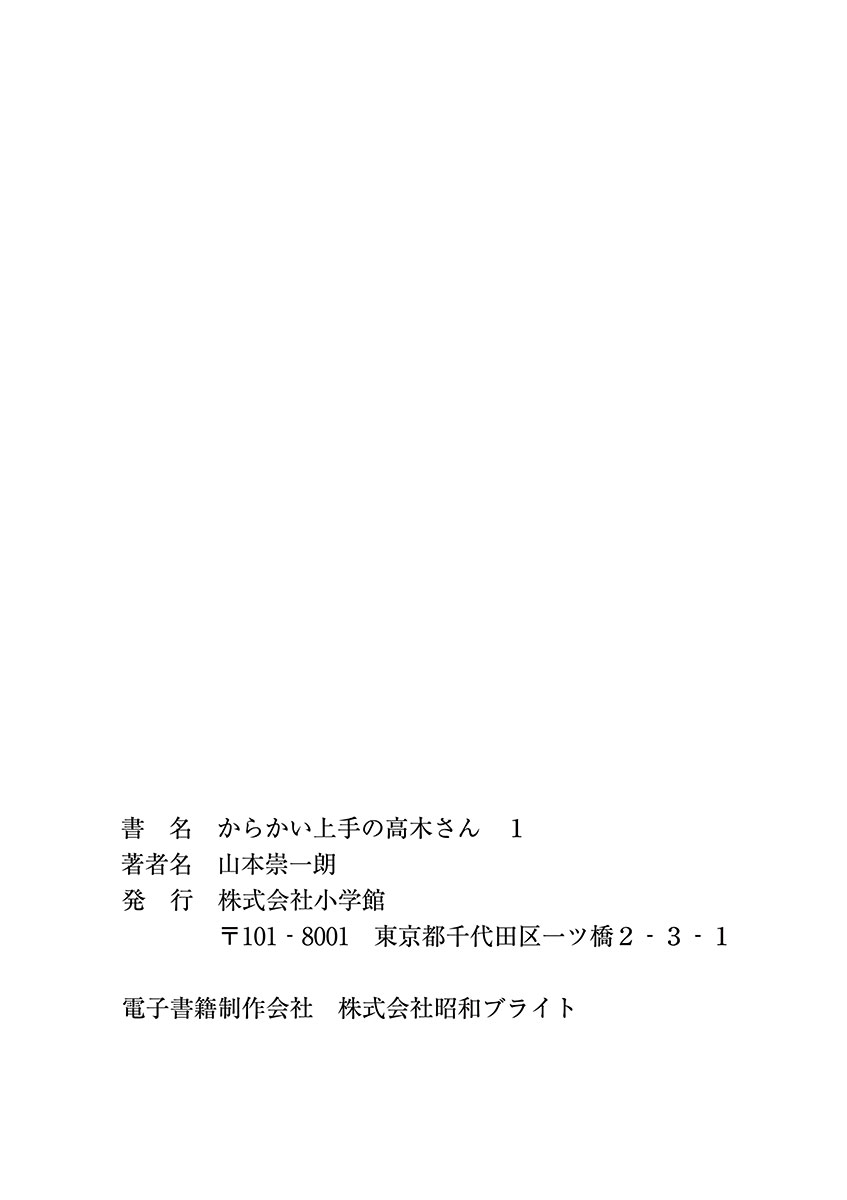 書　名　からかい上手の高木さん　１
著者名　山本崇一朗
発　行　株式会社小学館
〒101‐8001　東京都千代田区一ツ橋２‐３‐１
電子書籍制作会社　株式会社昭和ブライト